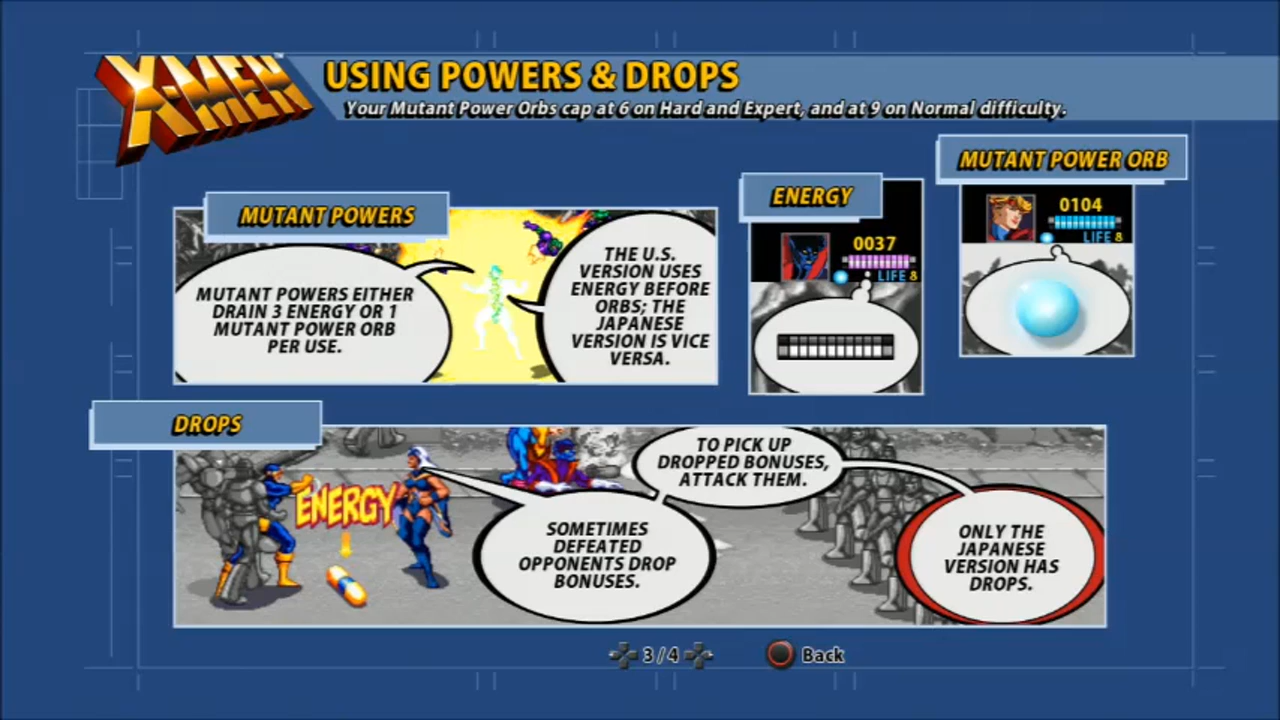 X-MEN
TM
USING POWERS & DROPS
Your Mutant Power Orbs cap at 6 on Hard and Expert, and at 9 on Normal difficulty.
MUTANT POWERS
MUTANT POWERS EITHER
DRAIN 3 ENERGY OR 1
MUTANT POWER ORB
PER USE.
THE U.S.
VERSION USES
ENERGY BEFORE
ORBS; THE
JAPANESE
VERSION IS VICE
VERSA.
ENERGY
0037
LIFE 8
MUTANT POWER ORB
0104
LIFE 8
DROPS
ENERGY
SOMETIMES
DEFEATED
OPPONENTS DROP
BONUSES.
TO PICK UP
DROPPED BONUSES,
ATTACK THEM.
ONLY THE
JAPANESE
VERSION HAS
DROPS.
3 / 4
Back